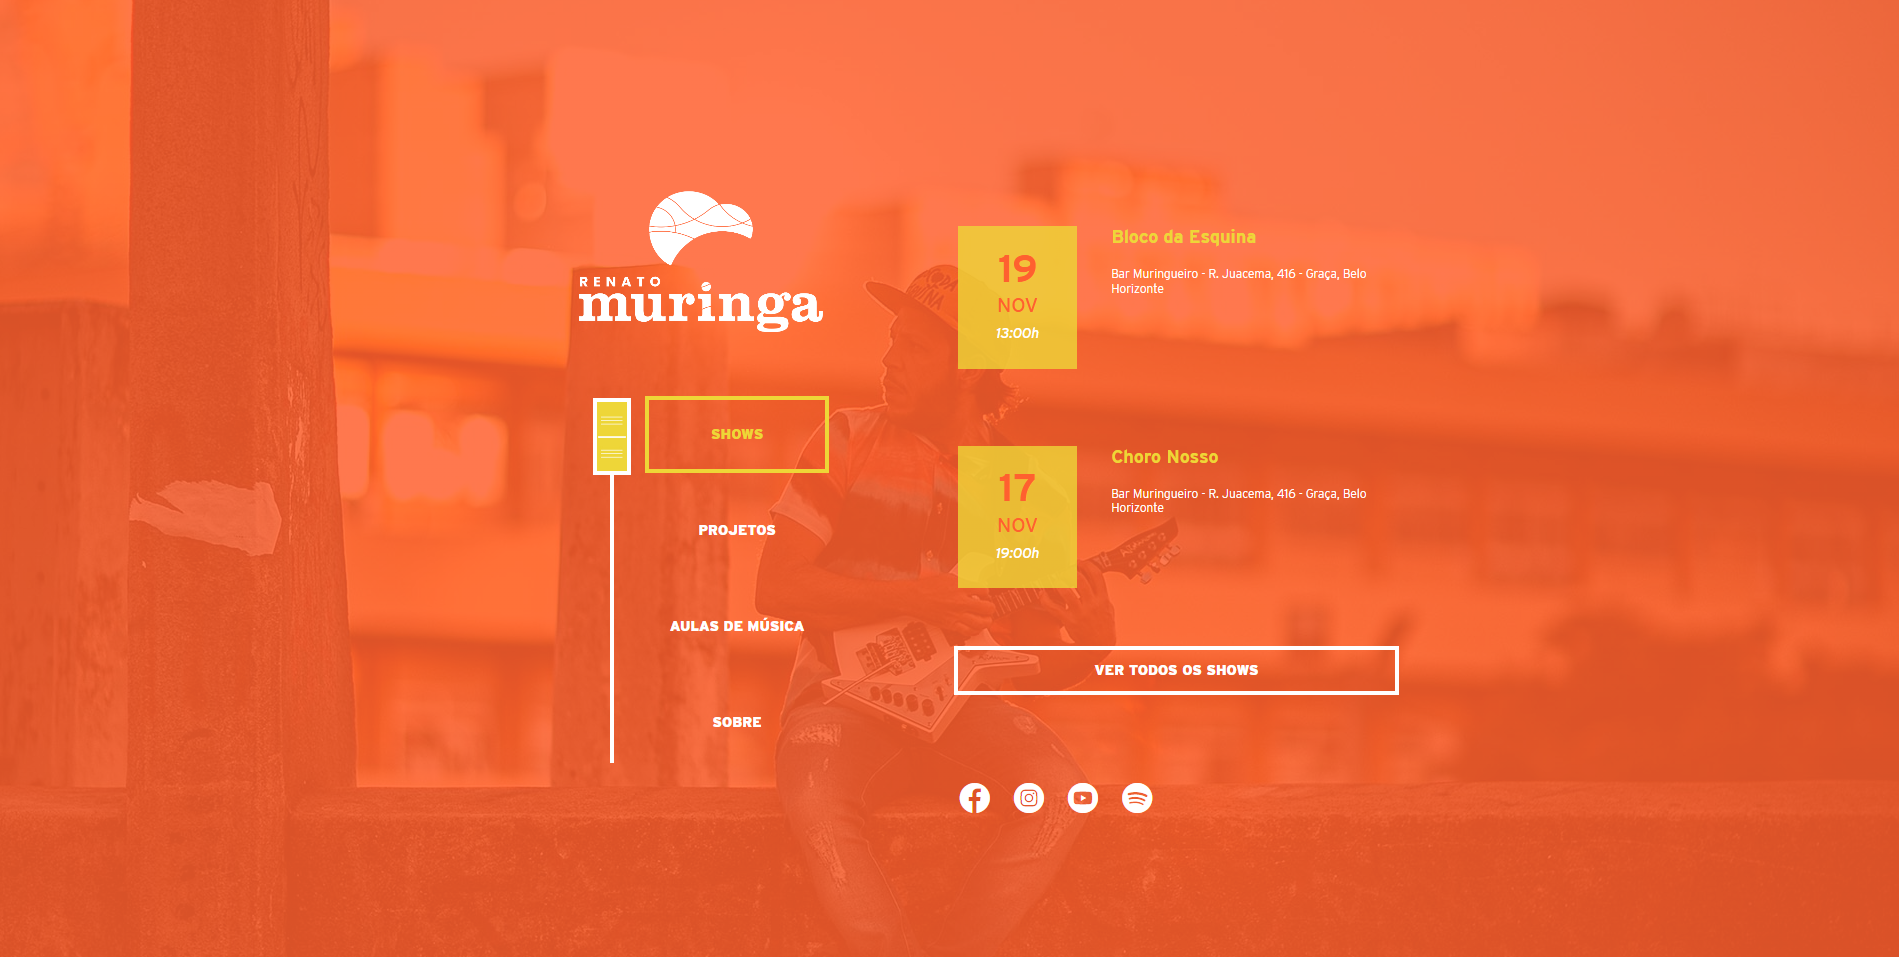 RENATO
muringa
SHOWS
PROJETOS
AULAS DE MÚSICA
SOBRE
19
NOV
13:00h
Bloco da Esquina
Bar Muringueiro - R. Juacema, 416 - Graça, Belo
Horizonte
17
NOV
19:00h
Choro Nosso
Bar Muringueiro - R. Juacema, 416 - Graça, Belo
Horizonte
VER TODOS OS SHOWS